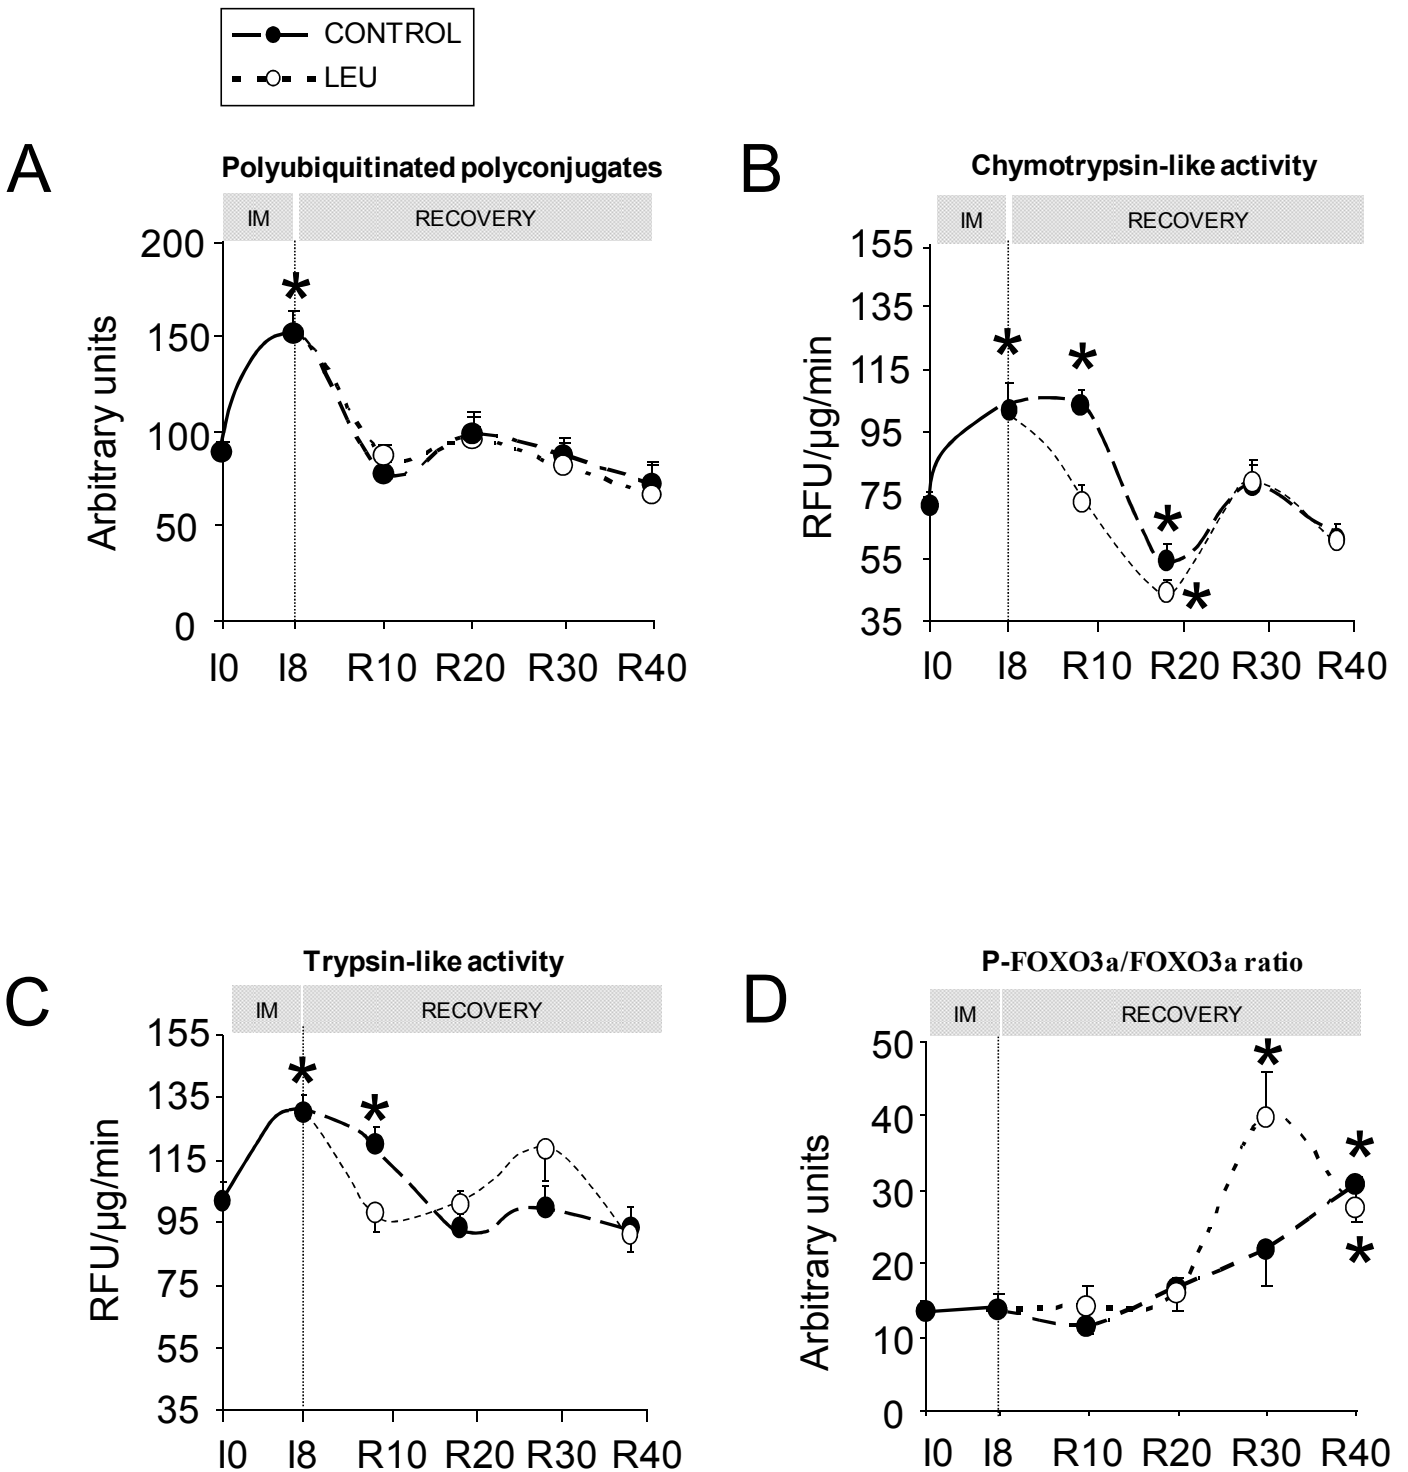 CONTROL
LEU
A
Polyubiquitinated polyconjugates
IM
RECOVERY
*
200
150
100
50
0
Arbitrary units
I0 I8 R10 R20 R30 R40
B
Chymotrypsin-like activity
IM
RECOVERY
* *
*
*
155
135
115
95
75
55
35
RFU/µg/min
I0 I8 R10 R20 R30 R40
C
Trypsin-like activity
IM
RECOVERY
*
*
155
135
115
95
75
55
35
RFU/µg/min
I0 I8 R10 R20 R30 R40
D
P-FOXO3a/FOXO3a ratio
IM
RECOVERY
*
*
*
50
40
30
20
10
0
Arbitrary units
I0 I8 R10 R20 R30 R40